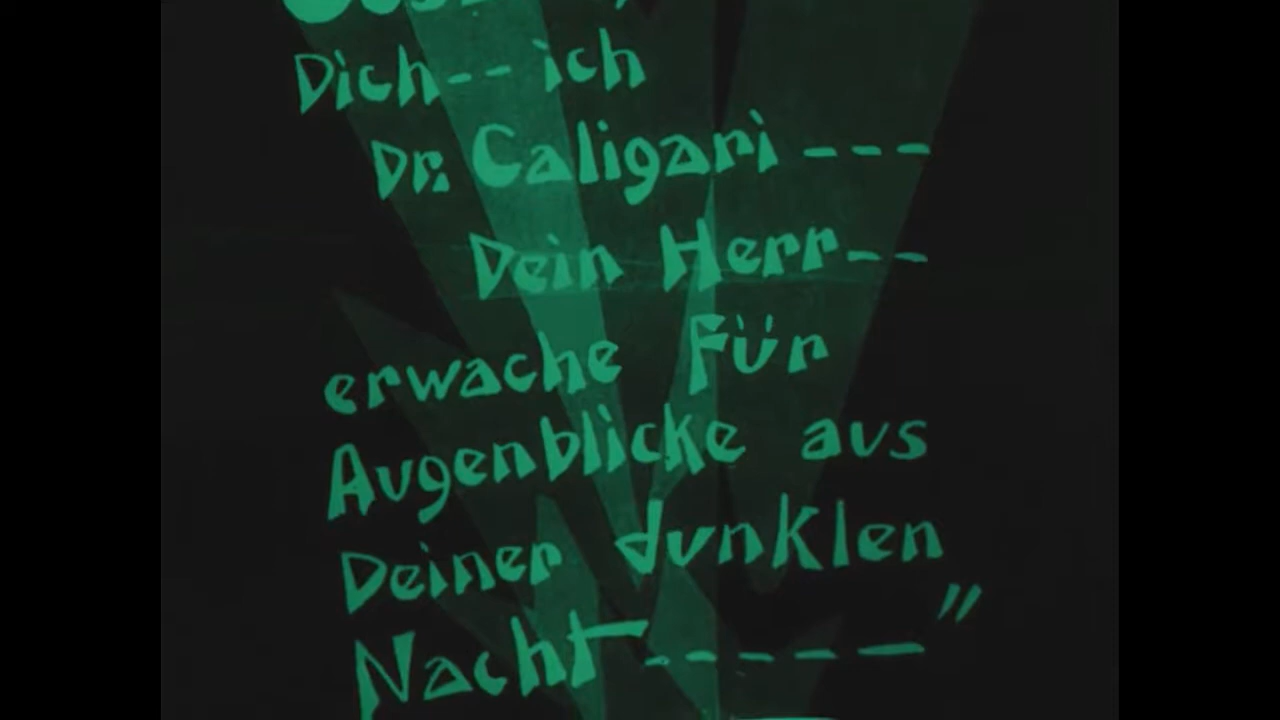 Dich-- ich
Dr. Caligari ---
Dein Herr--
erwache Für
Augenblicke aus
Deiner dunklen
Nacht-----"